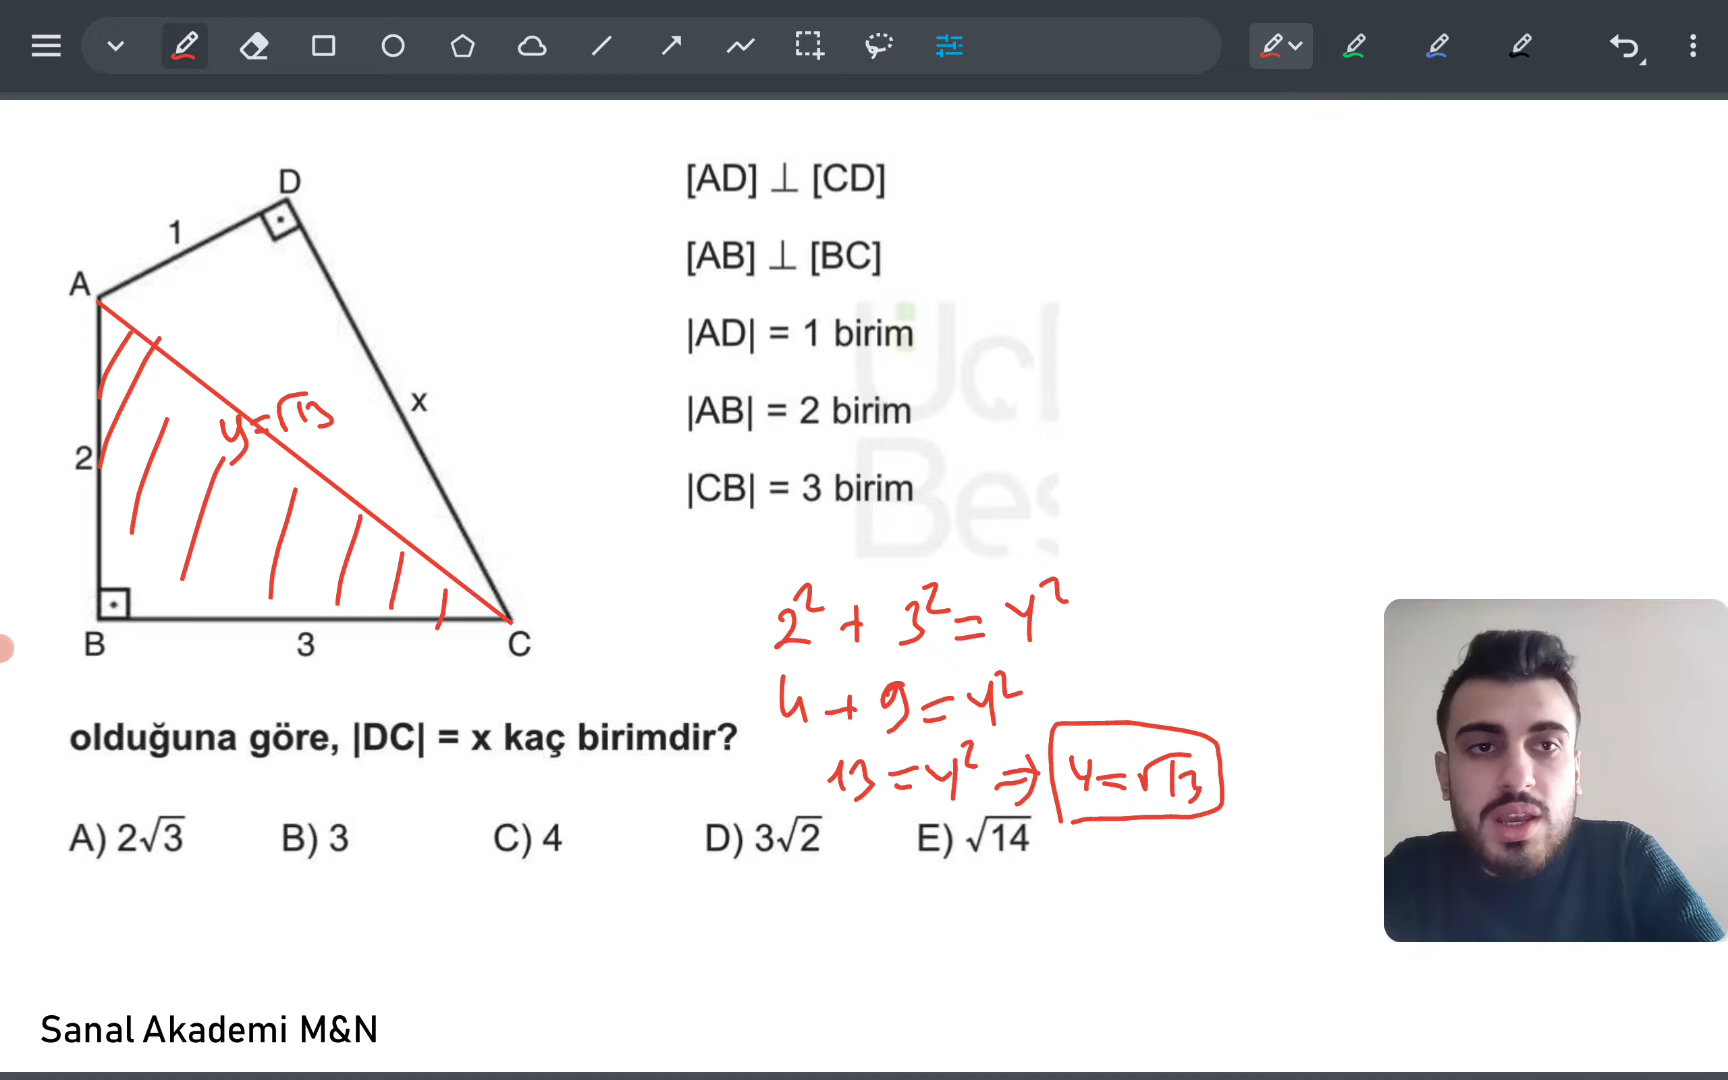 D
1
A
y=√13
x
2
B
3
C
[AD] ⊥ [CD]
[AB] ⊥ [BC]
|AD| = 1 birim
|AB| = 2 birim
|CB| = 3 birim
Ücl
Bes
2² + 3² = y²
4 + 9 = y²
13 = y² ⇒ y = √13
olduğuna göre, |DC| = x kaç birimdir?
A) 2√3 B) 3 C) 4 D) 3√2 E) √14
Sanal Akademi M&N